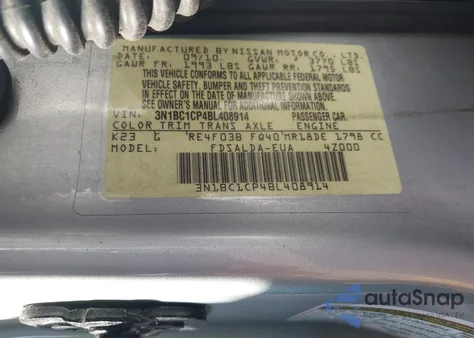 MANUFACTURED BY NISSAN MOTOR CO., LTD.
DATE: 09/10 GVWR: 3770 LBS
GAWR FR: 1993 LBS GAWR RR: 1795 LBS
THIS VEHICLE CONFORMS TO ALL APPLICABLE FEDERAL MOTOR
VEHICLE SAFETY, BUMPER, AND THEFT PREVENTION STANDARDS
IN EFFECT ON THE DATE OF MANUFACTURE SHOWN ABOVE.
SEE OWNER'S MANUAL FOR ADDITIONAL INFORMATION.
VIN: 3N1BC1CP4BL408914 PASSENGER CAR
COLOR TRIM TRANS AXLE ENGINE
K23 G RE4F03B FQ40 MR18DE 1798 CC
MODEL: FDSALDA-EUA 4Z000
3N1BC1CP4BL408914
autoSnap